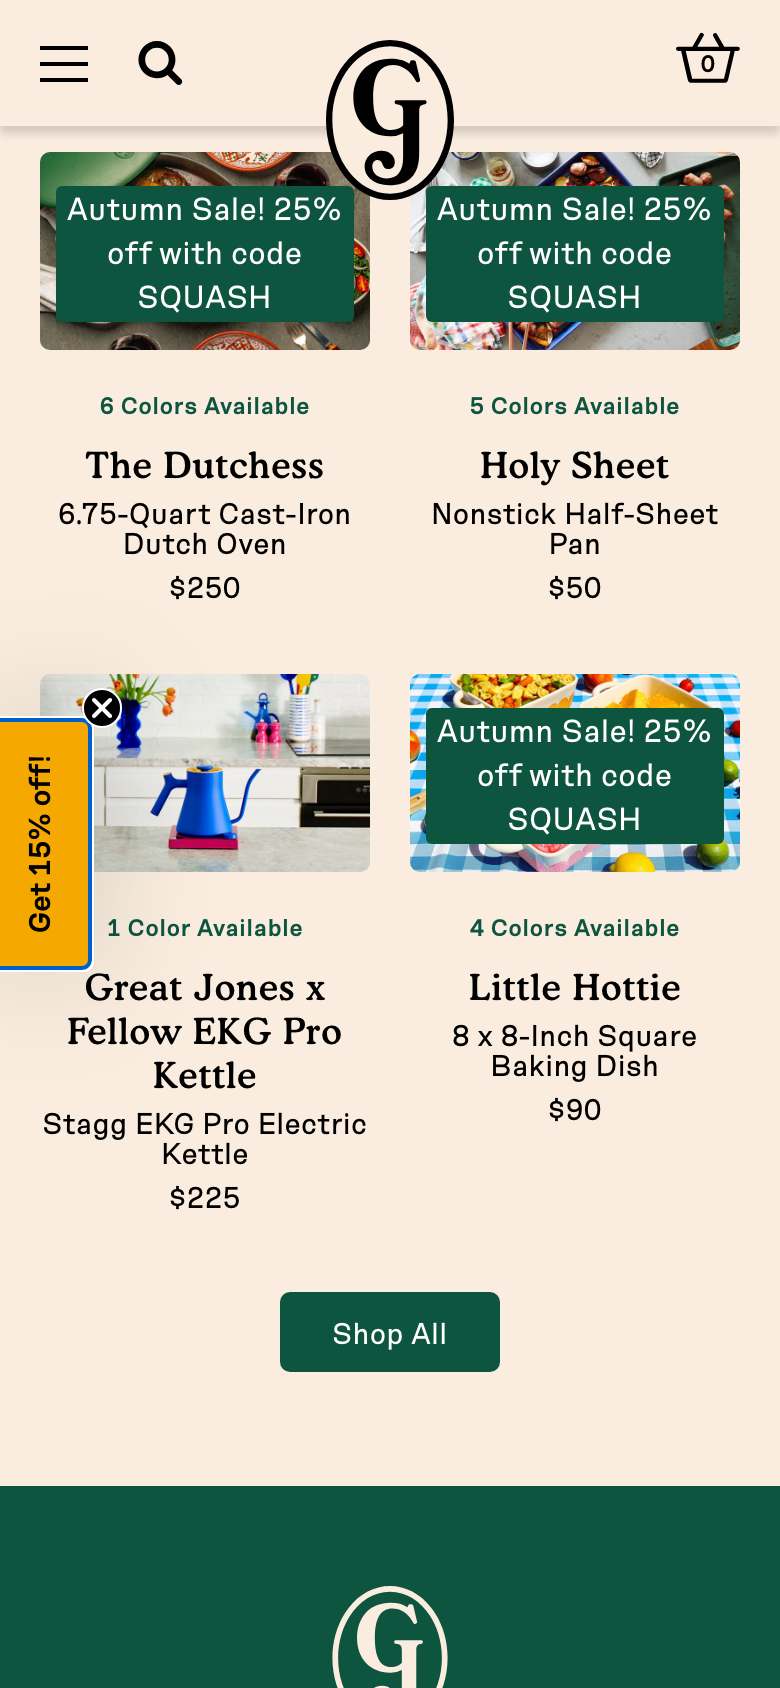 GJ
0
Autumn Sale! 25%
off with code
SQUASH
6 Colors Available
The Dutchess
6.75-Quart Cast-Iron
Dutch Oven
$250
Autumn Sale! 25%
off with code
SQUASH
5 Colors Available
Holy Sheet
Nonstick Half-Sheet
Pan
$50
Get 15% off!
1 Color Available
Great Jones x
Fellow EKG Pro
Kettle
Stagg EKG Pro Electric
Kettle
$225
Autumn Sale! 25%
off with code
SQUASH
4 Colors Available
Little Hottie
8 x 8-Inch Square
Baking Dish
$90
Shop All
GJ